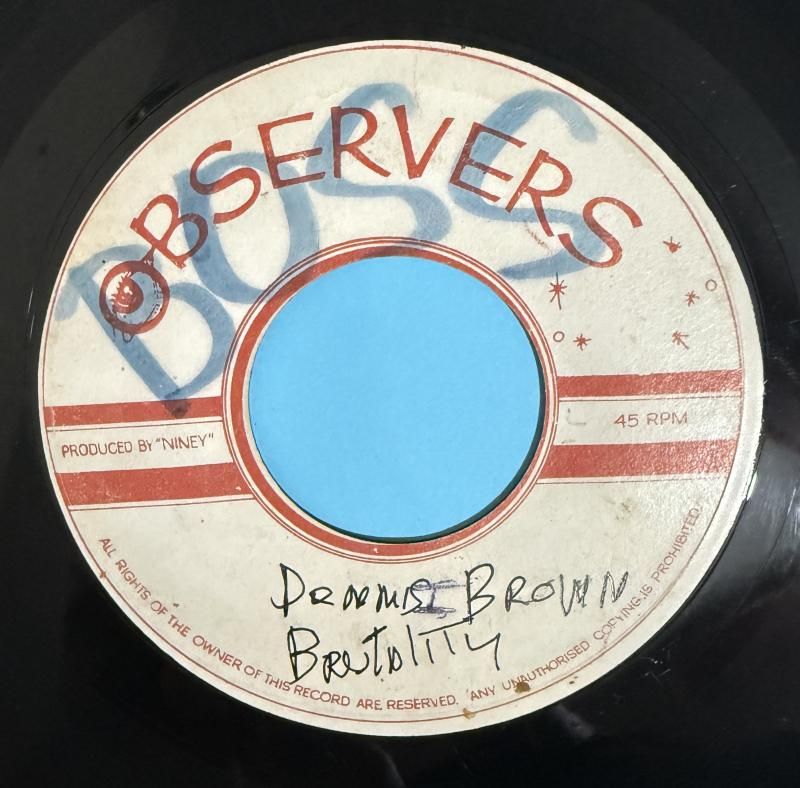 OBSERVERS
BOSS
PRODUCED BY "NINEY"
45 RPM
DENNIS BROWN
BrutalITy
ALL RIGHTS OF THE OWNER OF THIS RECORD ARE RESERVED. ANY UNAUTHORISED COPYING IS PROHIBITED.